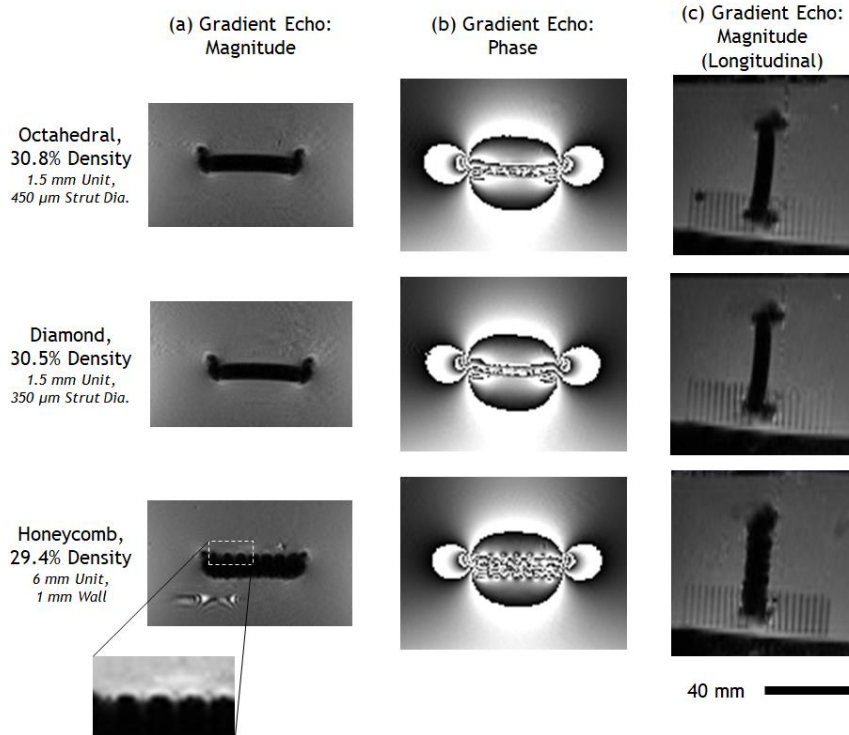 (a) Gradient Echo:
Magnitude
(b) Gradient Echo:
Phase
(c) Gradient Echo:
Magnitude
(Longitudinal)
Octahedral,
30.8% Density
1.5 mm Unit,
450 µm Strut Dia.
Diamond,
30.5% Density
1.5 mm Unit,
350 µm Strut Dia.
Honeycomb,
29.4% Density
6 mm Unit,
1 mm Wall
40 mm